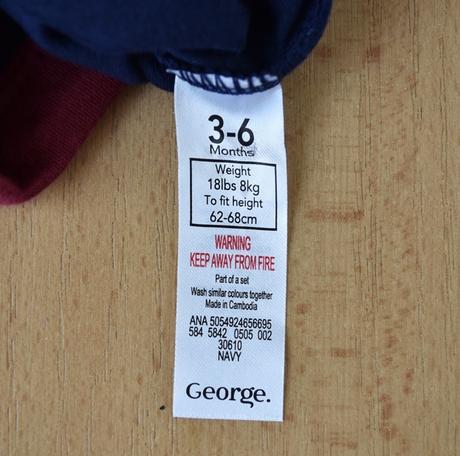 3-6
Months
Weight
18lbs 8kg
To fit height
62-68cm
WARNING
KEEP AWAY FROM FIRE
Part of a set
Wash similar colours together
Made in Cambodia
ANA 5054924656695
584 5842 0505 002
30610
NAVY
George.